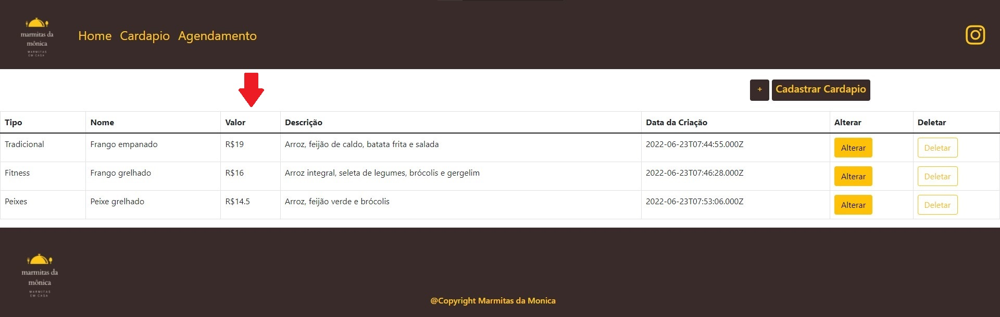 marmitas da
mônica
MARMITAS
EM CASA
Home Cardapio Agendamento
+ Cadastrar Cardapio
Tipo Nome Valor Descrição Data da Criação Alterar Deletar
Tradicional Frango empanado R$19 Arroz, feijão de caldo, batata frita e salada 2022-06-23T07:44:55.000Z Alterar Deletar
Fitness Frango grelhado R$16 Arroz integral, seleta de legumes, brócolis e gergelim 2022-06-23T07:46:28.000Z Alterar Deletar
Peixes Peixe grelhado R$14.5 Arroz, feijão verde e brócolis 2022-06-23T07:53:06.000Z Alterar Deletar
marmitas da
mônica
MARMITAS
EM CASA
@Copyright Marmitas da Monica